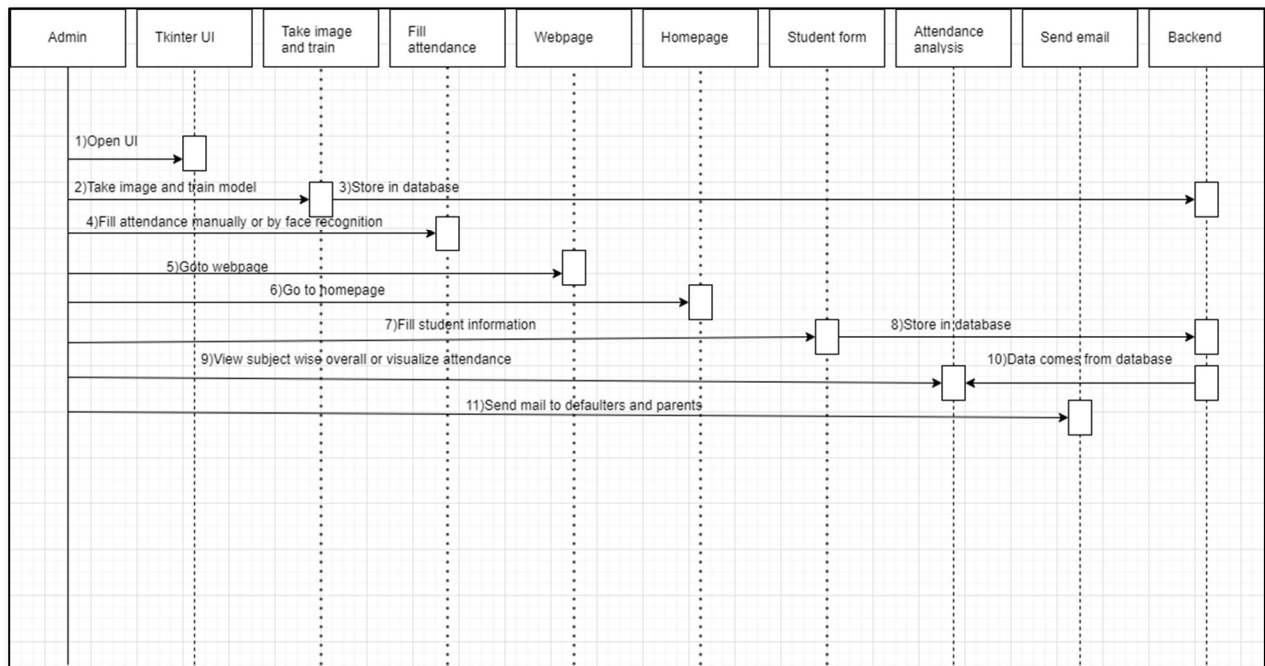 Admin
Tkinter UI
Take image
and train
Fill
attendance
Webpage
Homepage
Student form
Attendance
analysis
Send email
Backend
1)Open UI
2)Take image and train model
3)Store in database
4)Fill attendance manually or by face recognition
5)Goto webpage
6)Go to homepage
7)Fill student information
8)Store in database
9)View subject wise overall or visualize attendance
10)Data comes from database
11)Send mail to defaulters and parents